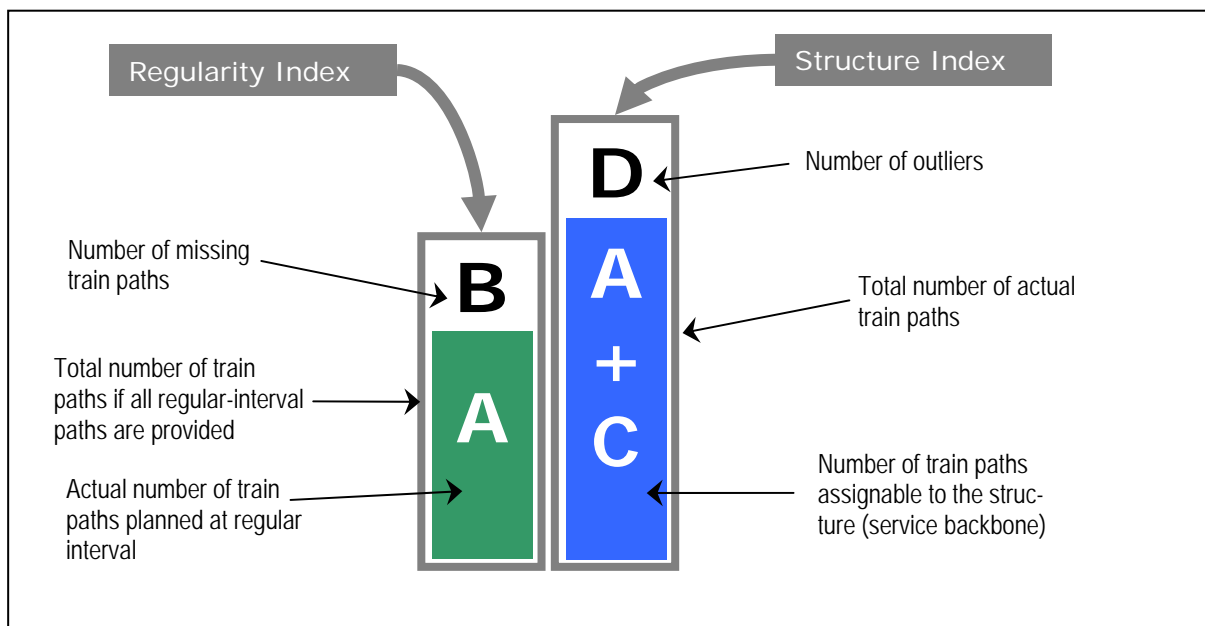 Regularity Index
Structure Index
D
Number of outliers
A
+
C
Number of missing
train paths
B
Total number of actual
train paths
Total number of train
paths if all regular-interval
paths are provided
A
Actual number of train
paths planned at regular
interval
Number of train paths
assignable to the struc-
ture (service backbone)